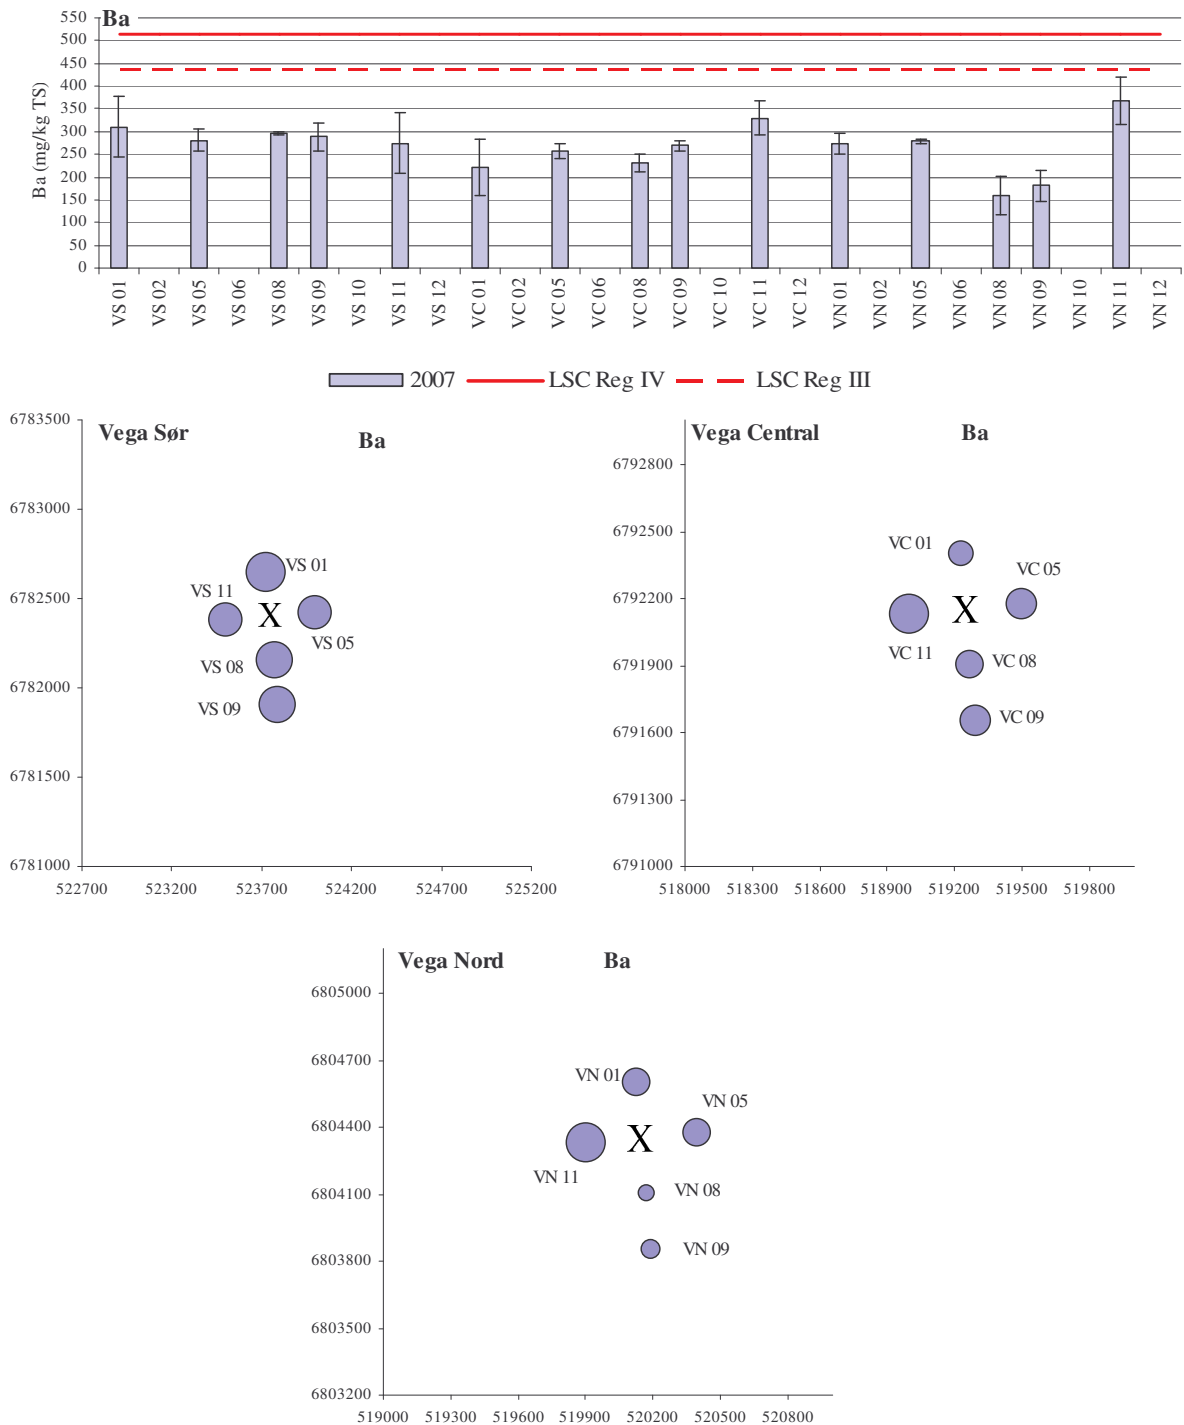 Ba
550
500
450
400
350
300
250
200
150
100
50
0
Ba (mg/kg TS)
VS 01 VS 02 VS 05 VS 06 VS 08 VS 09 VS 10 VS 11 VS 12 VC 01 VC 02 VC 05 VC 06 VC 08 VC 09 VC 10 VC 11 VC 12 VN 01 VN 02 VN 05 VN 06 VN 08 VN 09 VN 10 VN 11 VN 12
2007 LSC Reg IV LSC Reg III
Vega Sør Ba
6783500
6783000
6782500
6782000
6781500
6781000
VS 01
VS 11
X
VS 05
VS 08
VS 09
522700 523200 523700 524200 524700 525200
Vega Central Ba
6792800
6792500
6792200
6791900
6791600
6791300
6791000
VC 01
VC 05
X
VC 11
VC 08
VC 09
518000 518300 518600 518900 519200 519500 519800
Vega Nord Ba
6805000
6804700
6804400
6804100
6803800
6803500
6803200
VN 01
VN 05
X
VN 11
VN 08
VN 09
519000 519300 519600 519900 520200 520500 520800